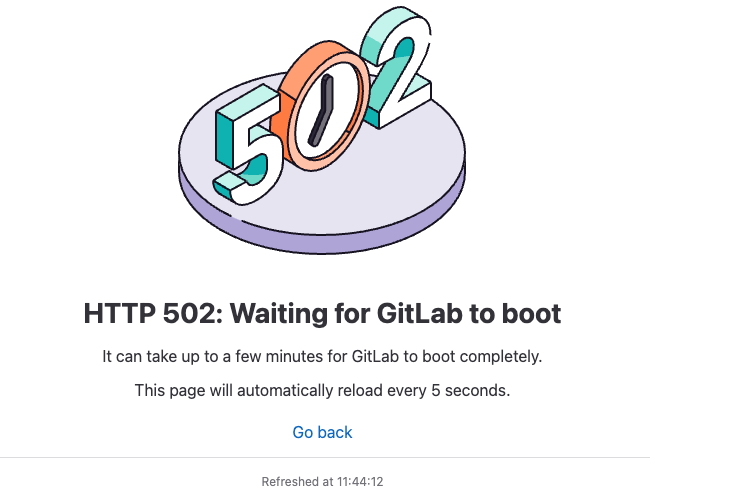 502
HTTP 502: Waiting for GitLab to boot
It can take up to a few minutes for GitLab to boot completely.
This page will automatically reload every 5 seconds.
Go back
Refreshed at 11:44:12